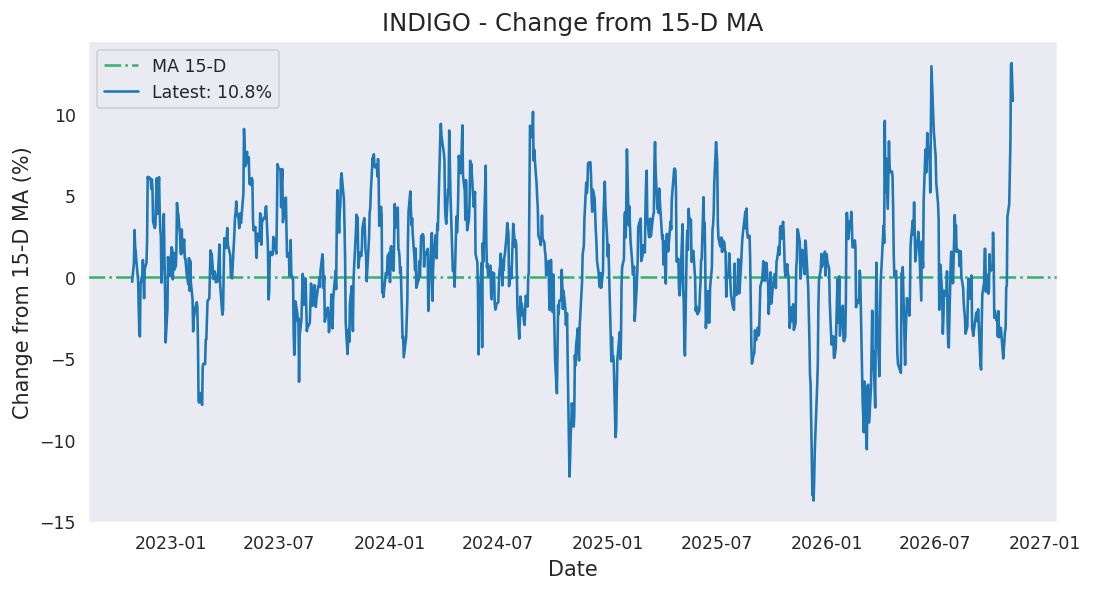 INDIGO - Change from 15-D MA
MA 15-D
Latest: 10.8%
Change from 15-D MA (%)
10
5
0
−5
−10
−15
2023-01 2023-07 2024-01 2024-07 2025-01 2025-07 2026-01 2026-07 2027-01
Date